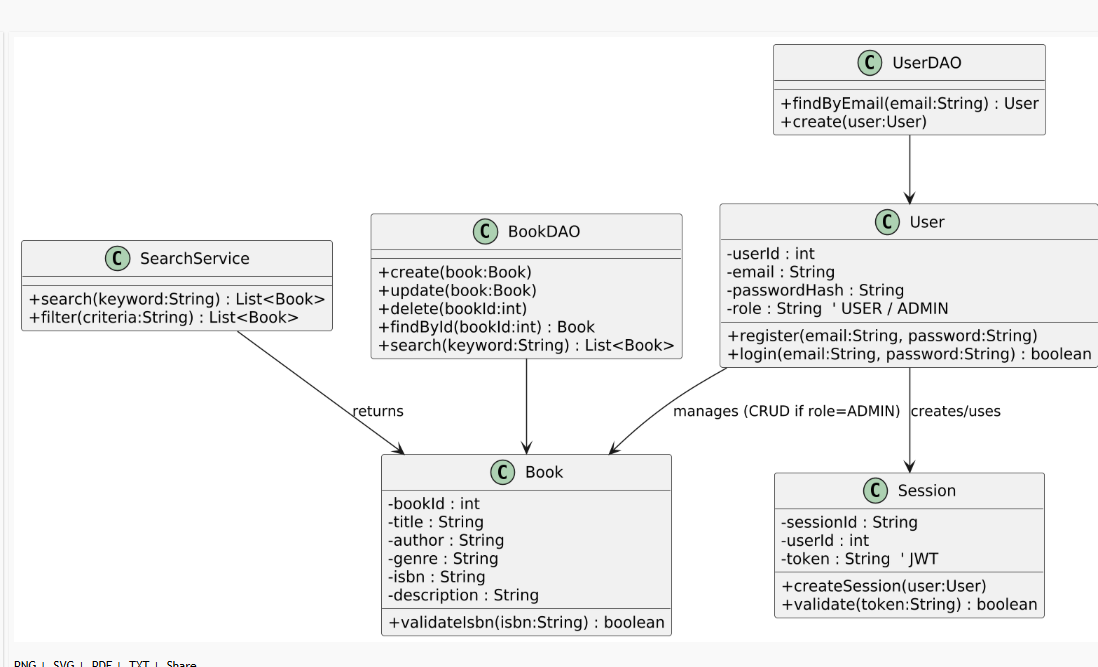 C UserDAO
+findByEmail(email:String) : User
+create(user:User)
C SearchService
+search(keyword:String) : List<Book>
+filter(criteria:String) : List<Book>
C BookDAO
+create(book:Book)
+update(book:Book)
+delete(bookId:int)
+findById(bookId:int) : Book
+search(keyword:String) : List<Book>
C User
-userId : int
-email : String
-passwordHash : String
-role : String ' USER / ADMIN
+register(email:String, password:String)
+login(email:String, password:String) : boolean
returns
manages (CRUD if role=ADMIN)
creates/uses
C Book
-bookId : int
-title : String
-author : String
-genre : String
-isbn : String
-description : String
+validateIsbn(isbn:String) : boolean
C Session
-sessionId : String
-userId : int
-token : String ' JWT
+createSession(user:User)
+validate(token:String) : boolean
PNG | SVG | PDF | TXT | Share